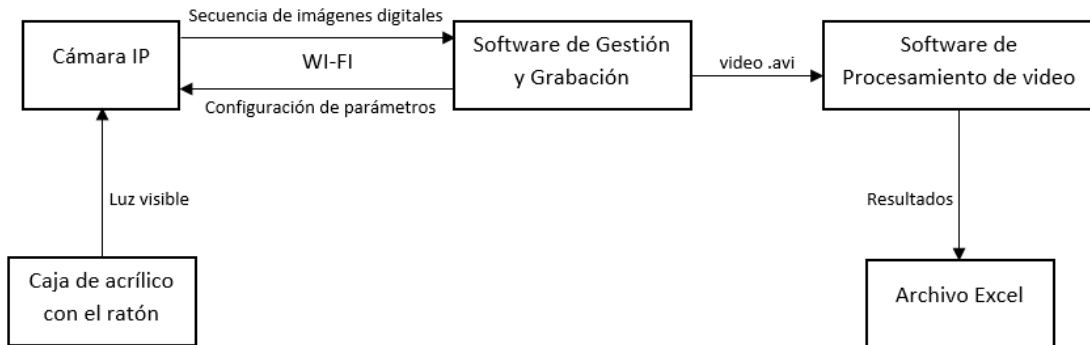 Secuencia de imágenes digitales
Cámara IP
WI-FI
Configuración de parámetros
Software de Gestión
y Grabación
video .avi
Software de
Procesamiento de video
Luz visible
Resultados
Caja de acrílico
con el ratón
Archivo Excel